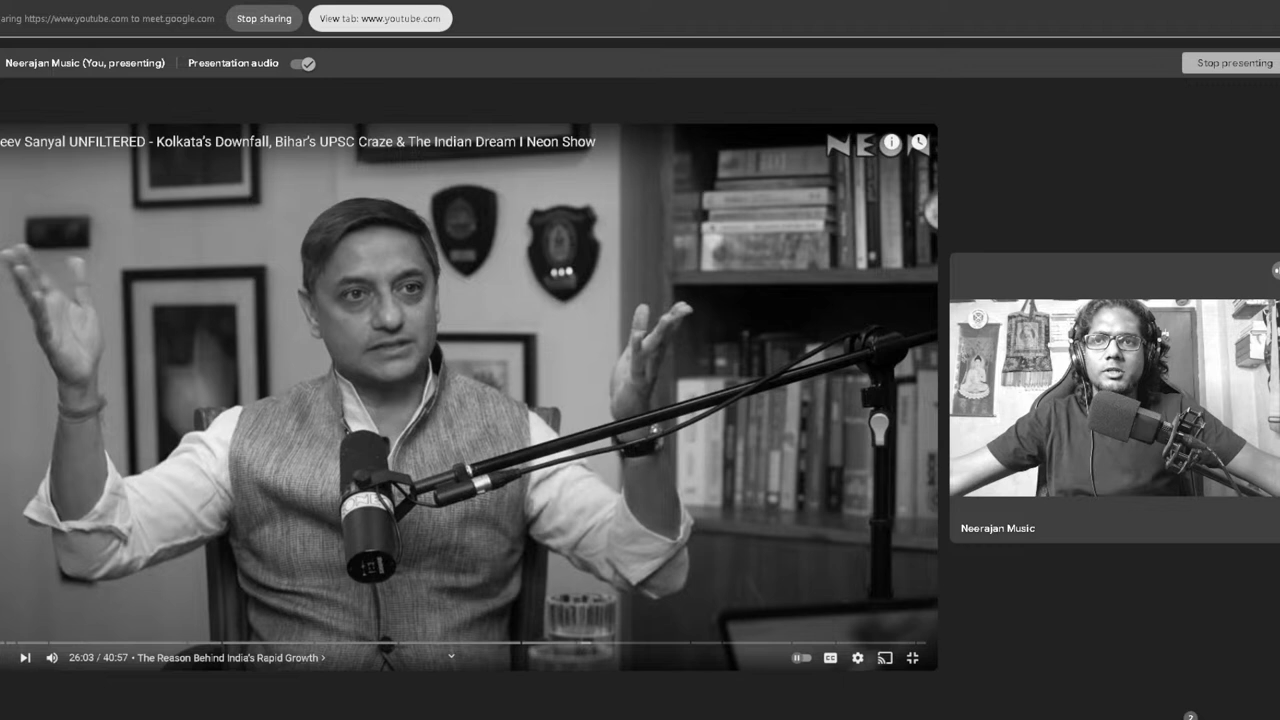 aring https://www.youtube.com to meet.google.com
Stop sharing
View tab: www.youtube.com
Neerajan Music (You, presenting)
Presentation audio
Stop presenting
eev Sanyal UNFILTERED - Kolkata's Downfall, Bihar's UPSC Craze & The Indian Dream I Neon Show
NEON
Neerajan Music
26:03 / 40:57 • The Reason Behind India's Rapid Growth >
CC
2